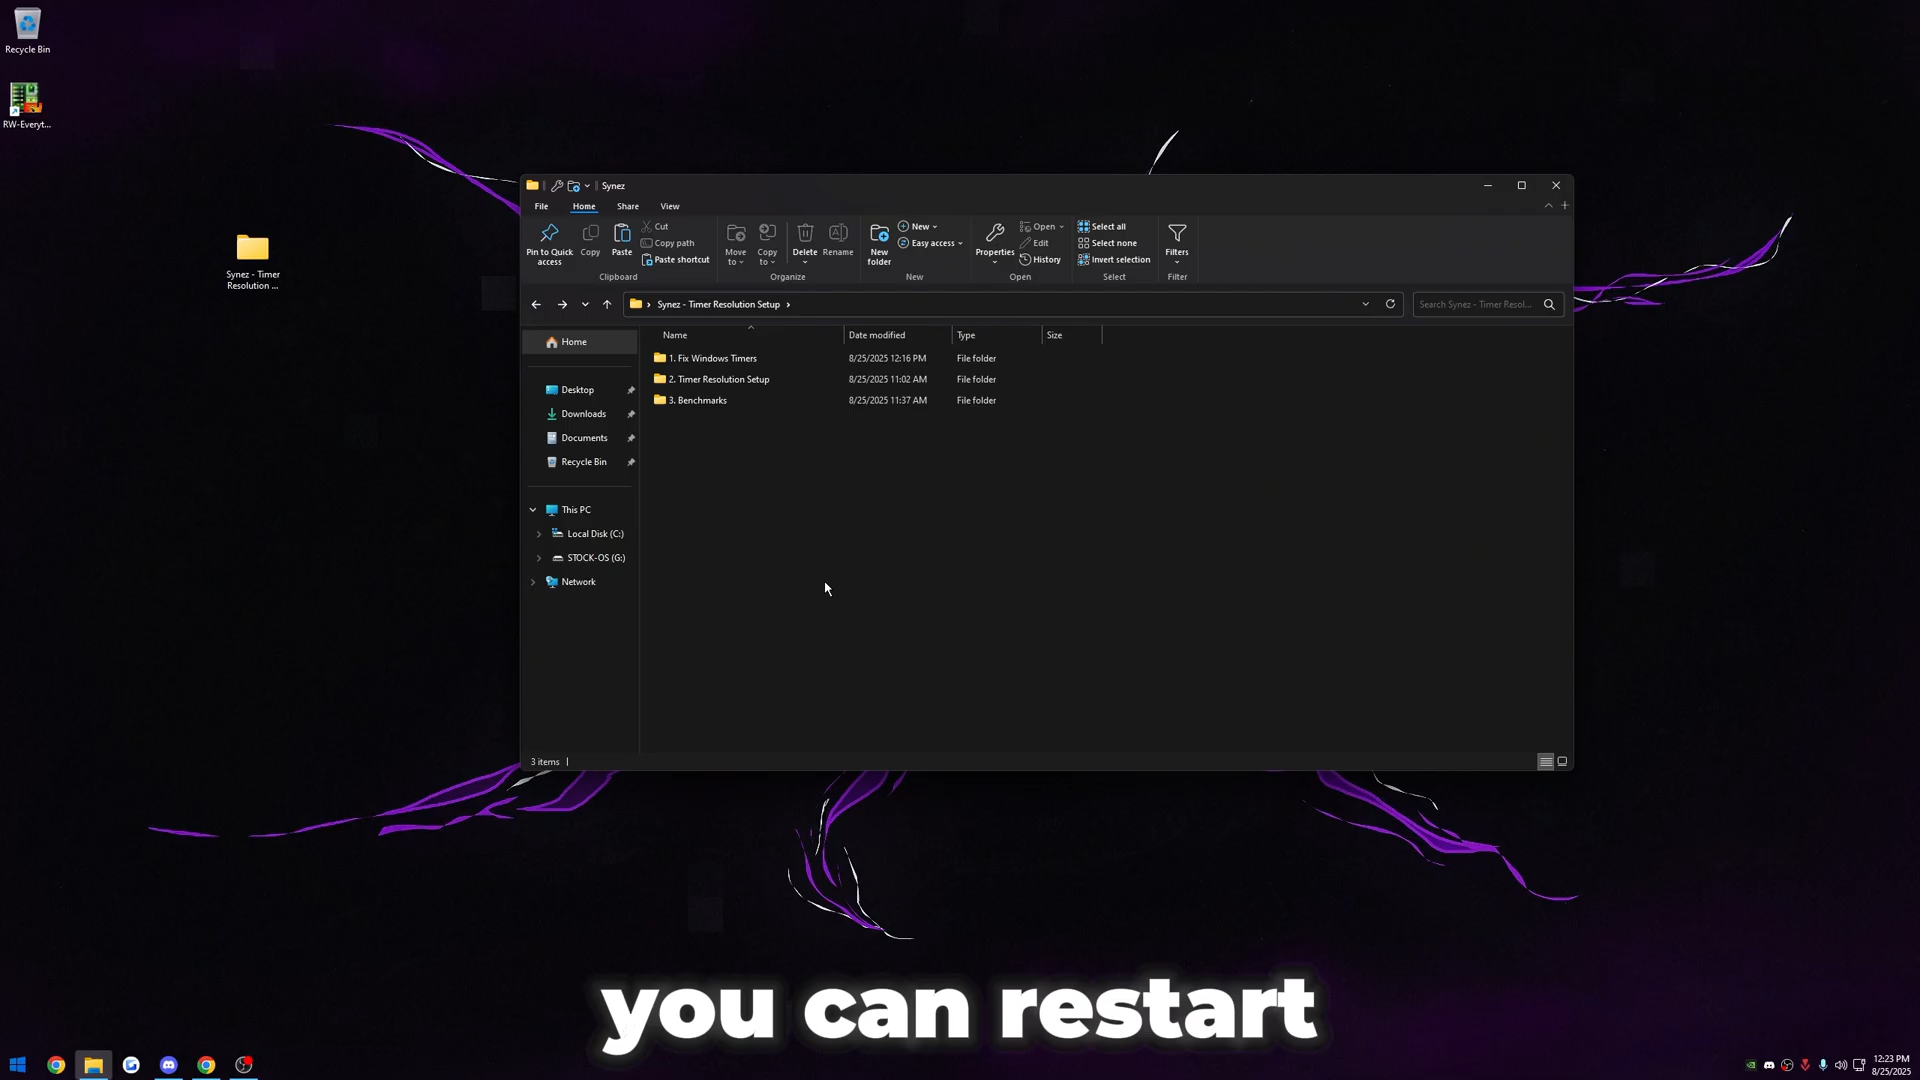 Recycle Bin
RW-Everyt...
Synez - Timer
Resolution ...
Synez
File
Home
Share
View
Pin to Quick
access
Copy
Paste
Cut
Copy path
Paste shortcut
Clipboard
Move
to
Copy
to
Delete
Rename
Organize
New
folder
New
Easy access
New
Properties
Open
Edit
History
Open
Select all
Select none
Invert selection
Select
Filters
Filter
Synez - Timer Resolution Setup
Search Synez - Timer Resol...
Home
Desktop
Downloads
Documents
Recycle Bin
This PC
Local Disk (C:)
STOCK-OS (G:)
Network
Name Date modified Type Size
1. Fix Windows Timers 8/25/2025 12:16 PM File folder
2. Timer Resolution Setup 8/25/2025 11:02 AM File folder
3. Benchmarks 8/25/2025 11:37 AM File folder
3 items
you can restart
12:23 PM
8/25/2025